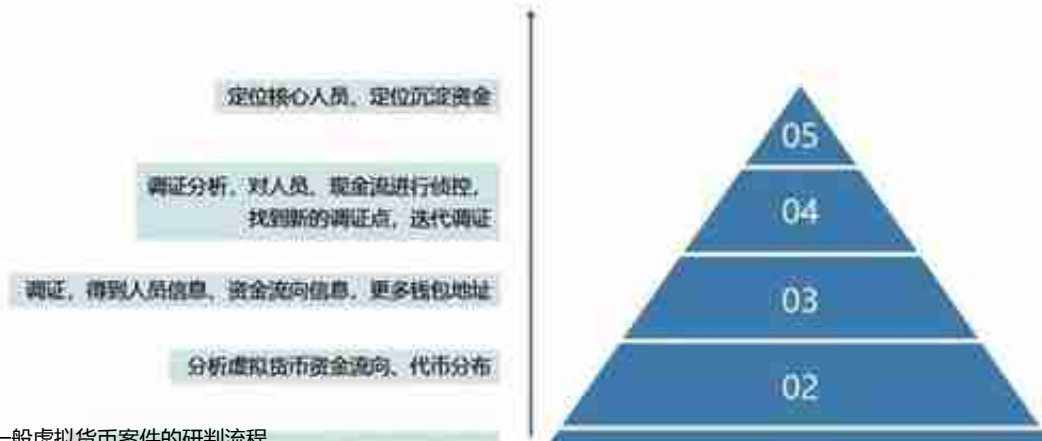 定位核心人员、定位沉淀资金
05
调证分析，对人员、现金流进行侦控，
找到新的调证点，迭代调证
04
调证，得到人员信息、资金流向信息、更多钱包地址
03
分析虚拟货币资金流向、代币分布
02
一般虚拟货币案件的研判流程